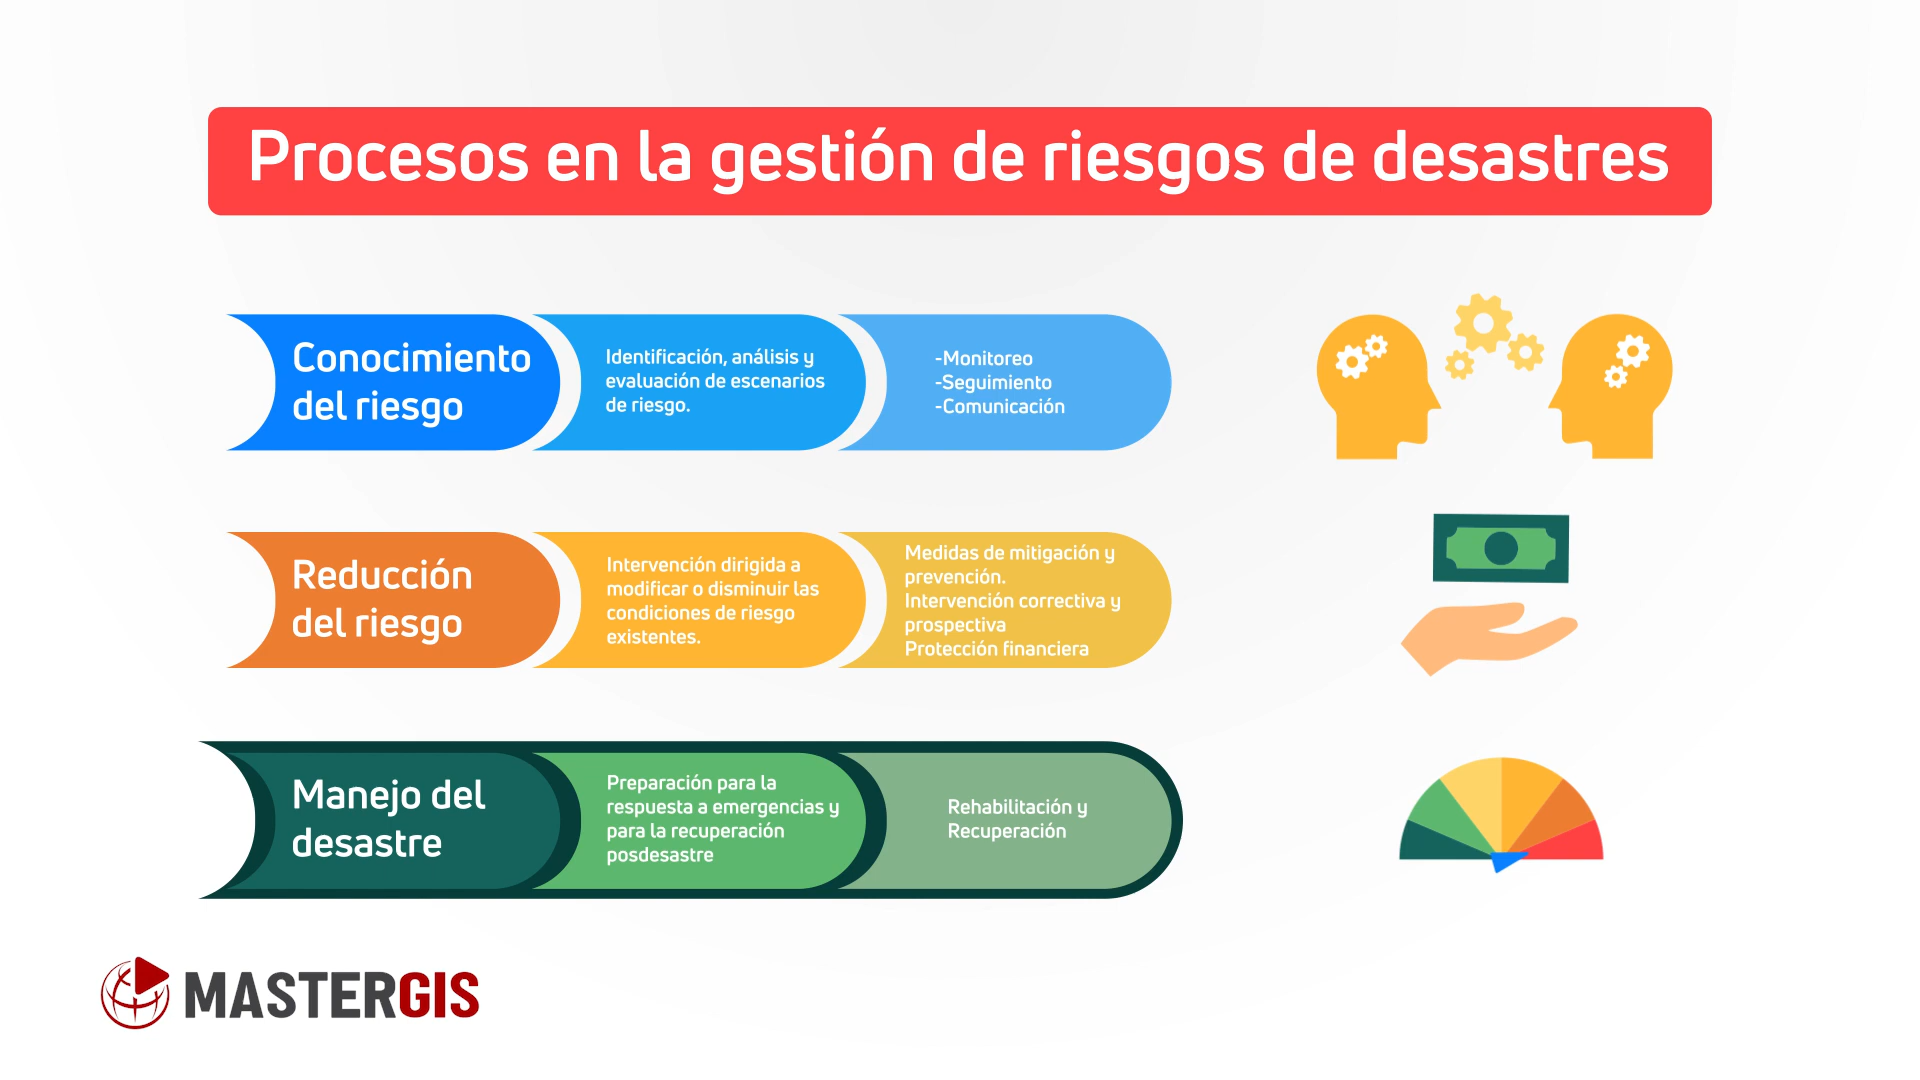 Procesos en la gestión de riesgos de desastres
Conocimiento
del riesgo
Identificación, análisis y
evaluación de escenarios
de riesgo.
-Monitoreo
-Seguimiento
-Comunicación
Reducción
del riesgo
Intervención dirigida a
modificar o disminuir las
condiciones de riesgo
existentes.
Medidas de mitigación y
prevención.
Intervención correctiva y
prospectiva
Protección financiera
Manejo del
desastre
Preparación para la
respuesta a emergencias y
para la recuperación
posdesastre
Rehabilitación y
Recuperación
MASTERGIS